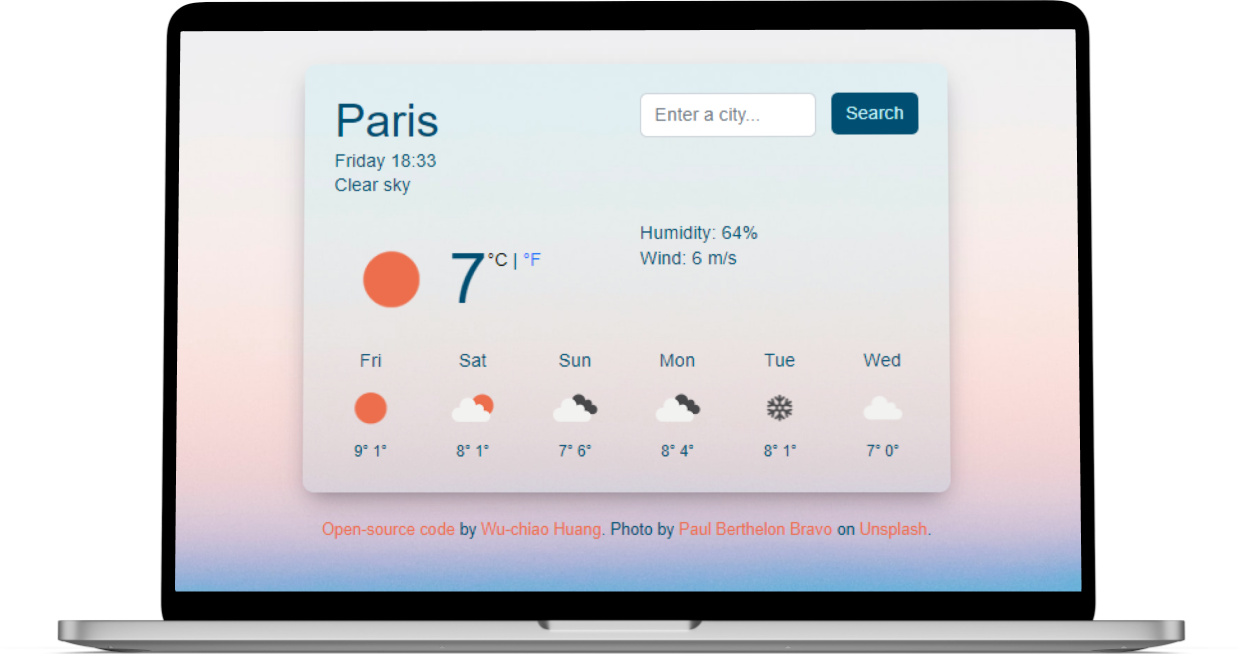 Paris
Enter a city...
Search
Friday 18:33
Clear sky
Humidity: 64%
Wind: 6 m/s
7°C | °F
Fri Sat Sun Mon Tue Wed
9° 1° 8° 1° 7° 6° 8° 4° 8° 1° 7° 0°
Open-source code by Wu-chiao Huang. Photo by Paul Berthelon Bravo on Unsplash.